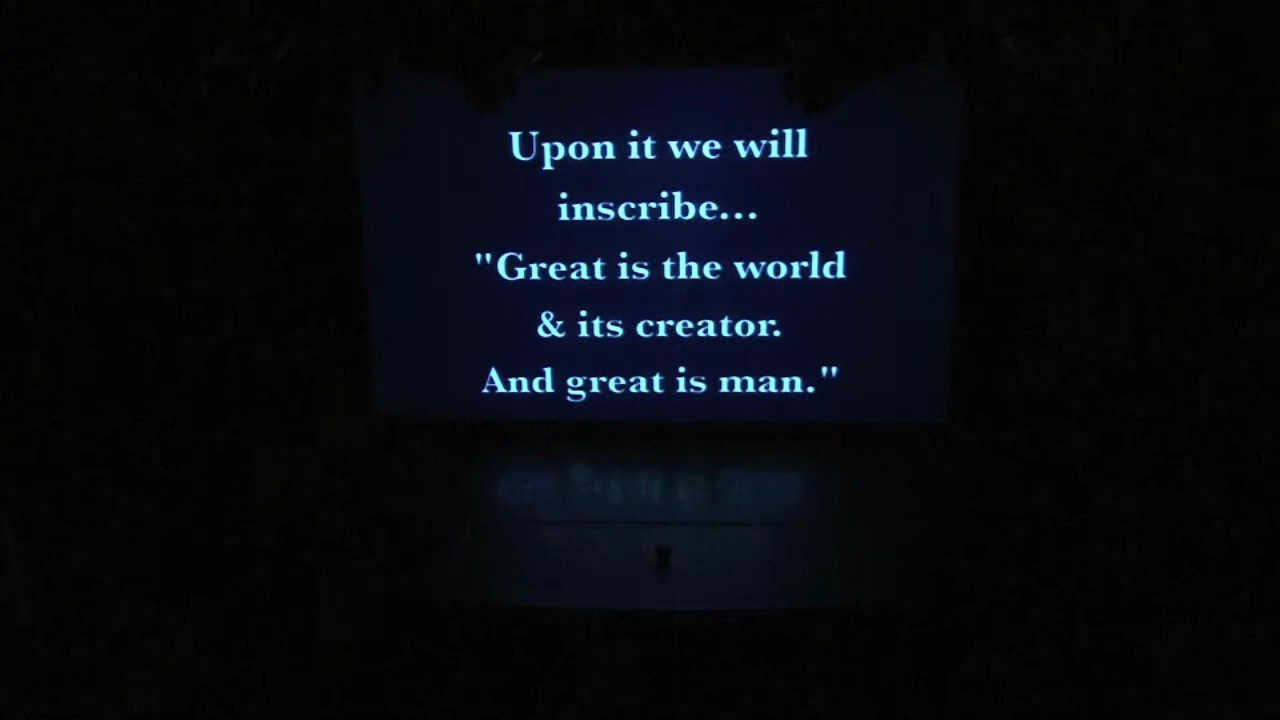 Upon it we will
inscribe...
"Great is the world
& its creator.
And great is man."